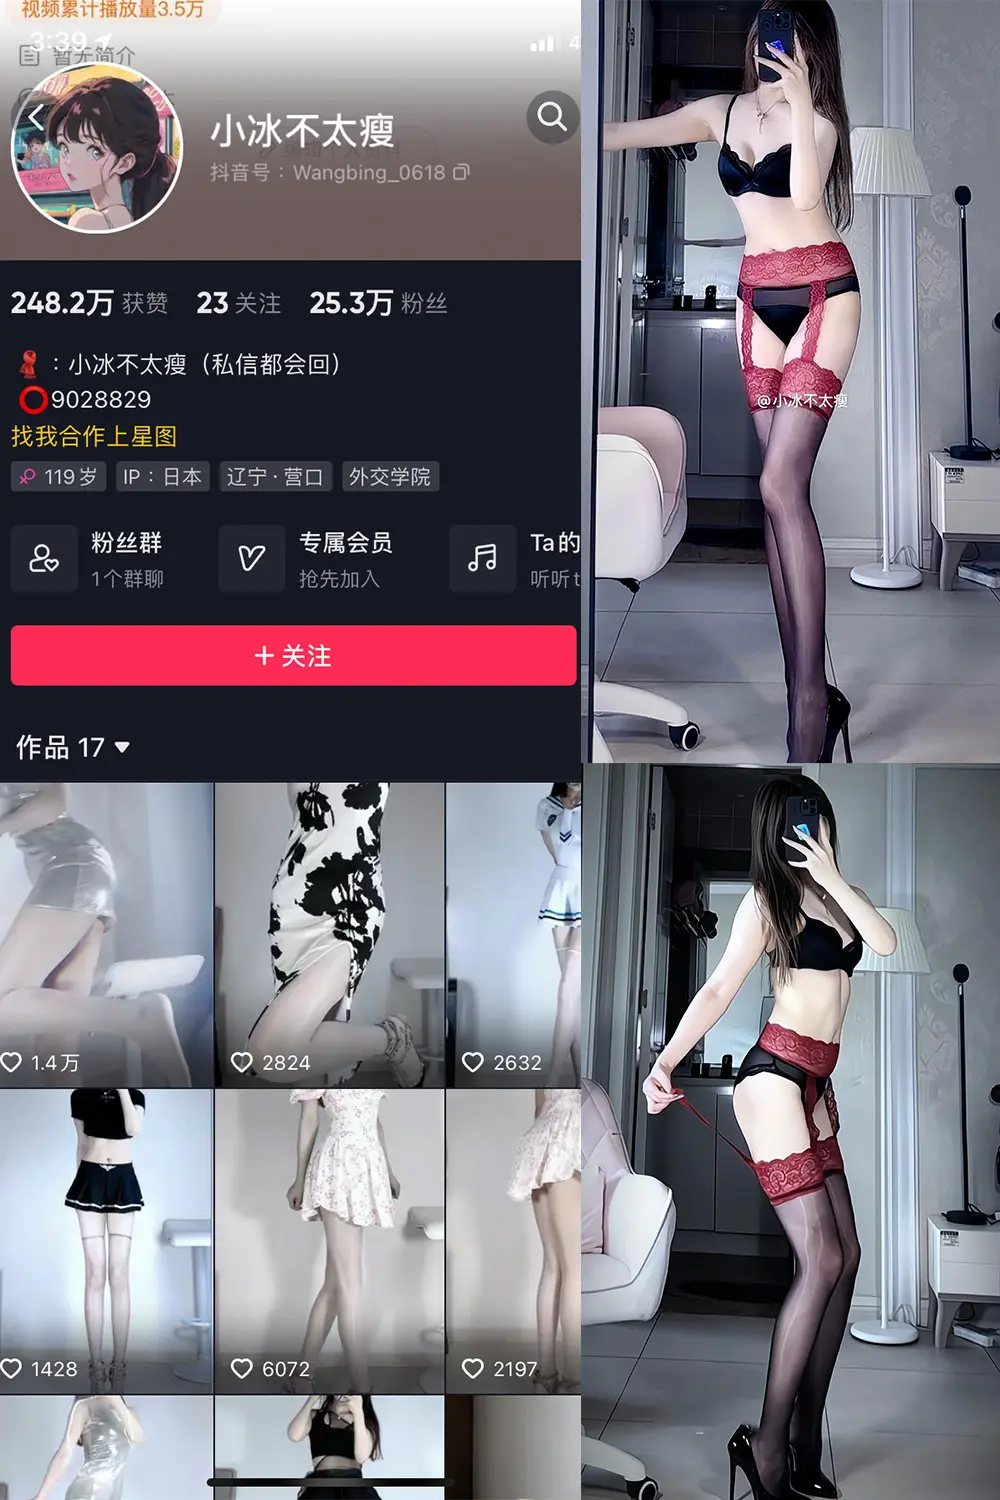 视频累计播放量3.5万
3:39
4
暂无简介
小冰不太瘦
抖音号：Wangbing_0618
248.2万 获赞 23 关注 25.3万 粉丝
：小冰不太瘦（私信都会回）
9028829
找我合作上星图
119岁 IP：日本 辽宁·营口 外交学院
粉丝群 专属会员 Ta的
1个群聊 抢先加入 听听t
+ 关注
作品 17
1.4万 2824 2632
1428 6072 2197
@小冰不太瘦